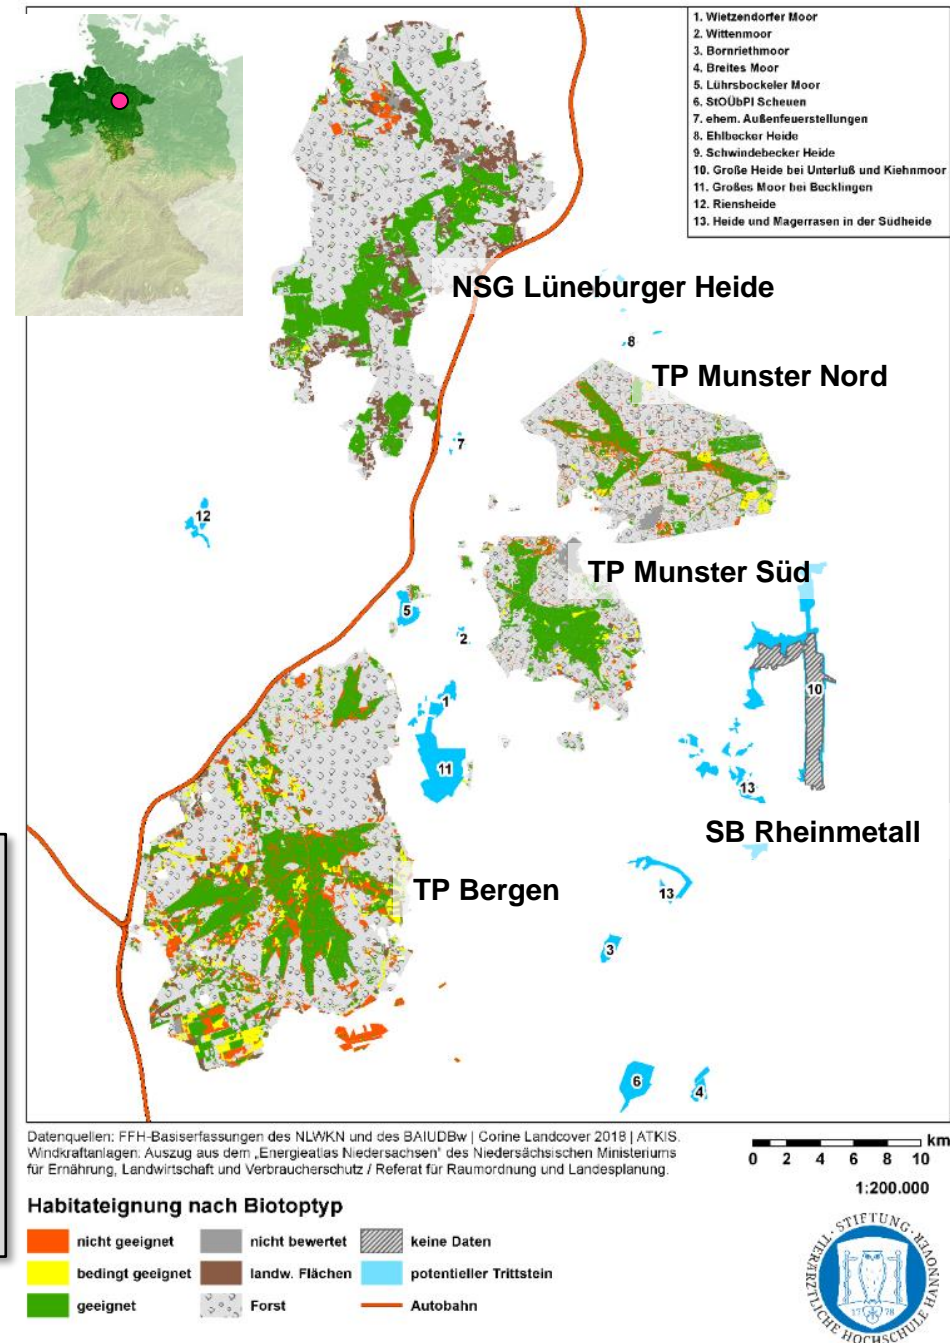 1. Wietzendorfer Moor
2. Wittenmoor
3. Bornriethmoor
4. Breites Moor
5. Lührsbockeler Moor
6. StOÜbPl Scheuen
7. ehem. Außenfeuerstellungen
8. Ehlbecker Heide
9. Schwindebecker Heide
10. Große Heide bei Unterluß und Kiehnmoor
11. Großes Moor bei Becklingen
12. Riensheide
13. Heide und Magerrasen in der Südheide
NSG Lüneburger Heide
8
TP Munster Nord
7
12
TP Munster Süd
5
2
10
1
11
13
SB Rheinmetall
TP Bergen
13
3
6
4
Datenquellen: FFH-Basiserfassungen des NLWKN und des BAIUDBw | Corine Landcover 2018 | ATKIS.
Windkraftanlagen: Auszug aus dem „Energieatlas Niedersachsen" des Niedersächsischen Ministeriums
für Ernährung, Landwirtschaft und Verbraucherschutz / Referat für Raumordnung und Landesplanung.
km
0 2 4 6 8 10
1:200.000
Habitateignung nach Biotoptyp
nicht geeignet
nicht bewertet
keine Daten
bedingt geeignet
landw. Flächen
potentieller Trittstein
geeignet
Forst
Autobahn
STIFTUNG
TIERÄRZTLICHE HOCHSCHULE HANNOVER
17 78